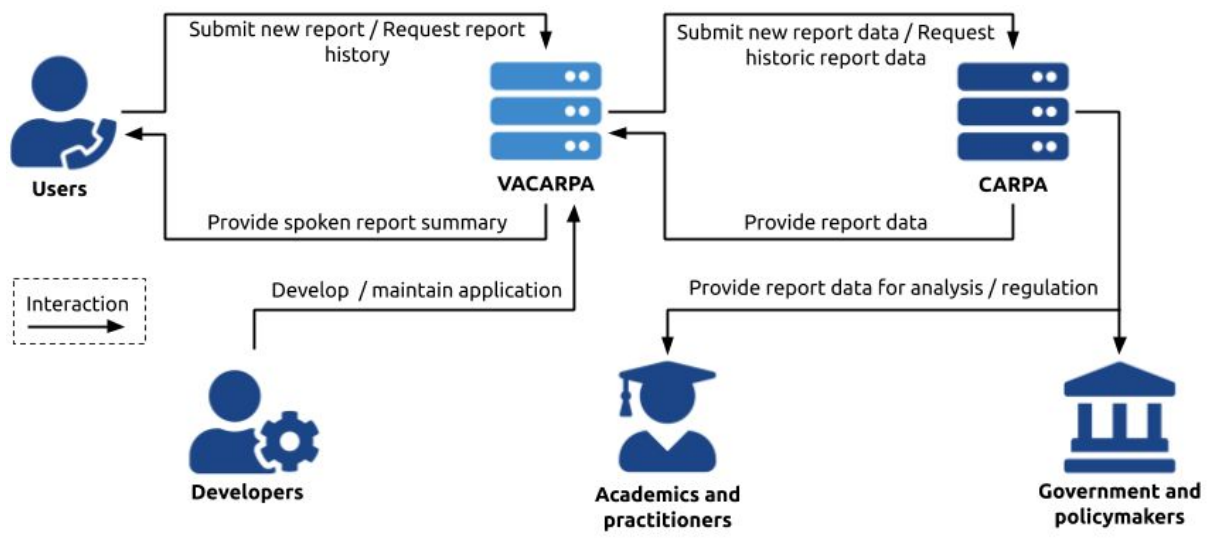 Submit new report / Request report
history
Submit new report data / Request
historic report data
Users
VACARPA
CARPA
Provide spoken report summary
Provide report data
Interaction
Develop / maintain application
Provide report data for analysis / regulation
Developers
Academics and
practitioners
Government and
policymakers